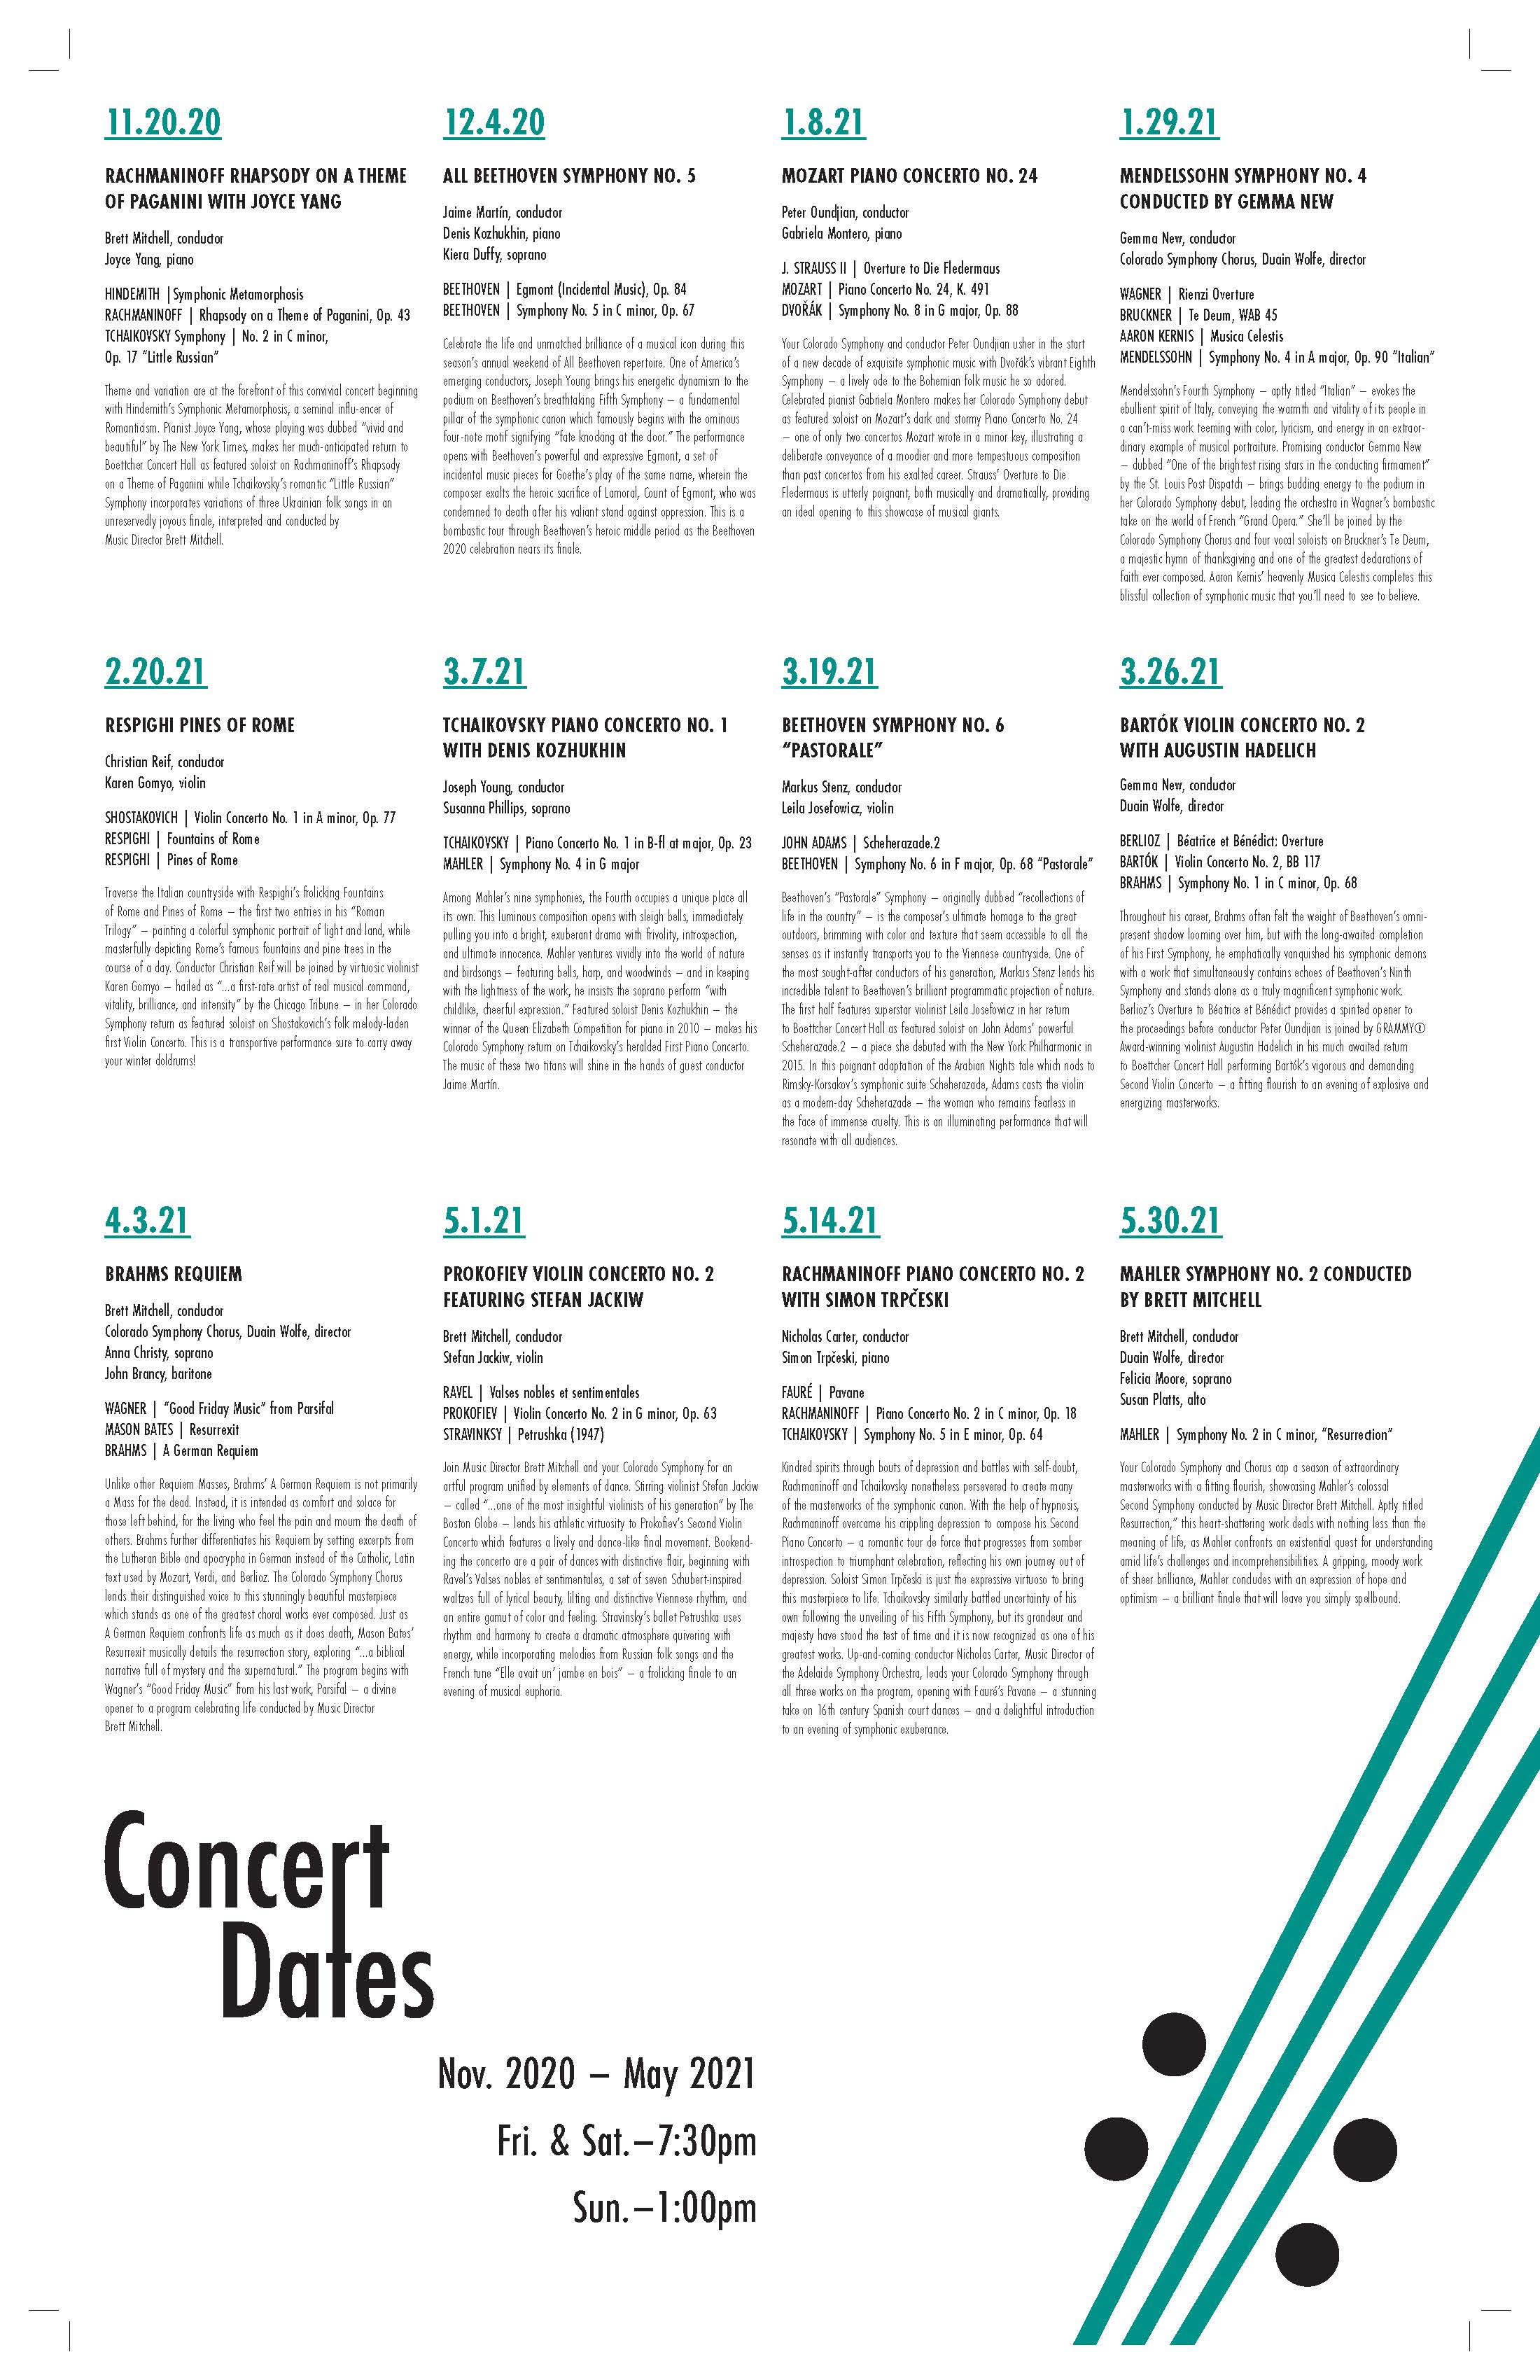 11.20.20
RACHMANINOFF RHAPSODY ON A THEME
OF PAGANINI WITH JOYCE YANG
Brett Mitchell, conductor
Joyce Yang, piano
HINDEMITH |Symphonic Metamorphosis
RACHMANINOFF | Rhapsody on a Theme of Paganini, Op. 43
TCHAIKOVSKY Symphony | No. 2 in C minor,
Op. 17 “Little Russian”
Theme and variation are at the forefront of this convivial concert beginning
with Hindemith’s Symphonic Metamorphosis, a seminal influ-encer of
Romanticism. Pianist Joyce Yang, whose playing was dubbed “vivid and
beautiful” by The New York Times, makes her much-anticipated return to
Boettcher Concert Hall as featured soloist on Rachmaninoff’s Rhapsody
on a Theme of Paganini while Tchaikovsky’s romantic “Little Russian”
Symphony incorporates variations of three Ukrainian folk songs in an
unreservedly joyous finale, interpreted and conducted by
Music Director Brett Mitchell.
12.4.20
ALL BEETHOVEN SYMPHONY NO. 5
Jaime Martín, conductor
Denis Kozhukhin, piano
Kiera Duffy, soprano
BEETHOVEN | Egmont (Incidental Music), Op. 84
BEETHOVEN | Symphony No. 5 in C minor, Op. 67
Celebrate the life and unmatched brilliance of a musical icon during this
season’s annual weekend of All Beethoven repertoire. One of America’s
emerging conductors, Joseph Young brings his energetic dynamism to the
podium on Beethoven’s breathtaking Fifth Symphony – a fundamental
pillar of the symphonic canon which famously begins with the ominous
four-note motif signifying “fate knocking at the door.” The performance
opens with Beethoven’s powerful and expressive Egmont, a set of
incidental music pieces for Goethe’s play of the same name, wherein the
composer exalts the heroic sacrifice of Lamoral, Count of Egmont, who was
condemned to death after his valiant stand against oppression. This is a
bombastic tour through Beethoven’s heroic middle period as the Beethoven
2020 celebration nears its finale.
1.8.21
MOZART PIANO CONCERTO NO. 24
Peter Oundjian, conductor
Gabriela Montero, piano
J. STRAUSS II | Overture to Die Fledermaus
MOZART | Piano Concerto No. 24, K. 491
DVOŘÁK | Symphony No. 8 in G major, Op. 88
Your Colorado Symphony and conductor Peter Oundjian usher in the start
of a new decade of exquisite symphonic music with Dvořák’s vibrant Eighth
Symphony – a lively ode to the Bohemian folk music he so adored.
Celebrated pianist Gabriela Montero makes her Colorado Symphony debut
as featured soloist on Mozart’s dark and stormy Piano Concerto No. 24
– one of only two concertos Mozart wrote in a minor key, illustrating a
deliberate conveyance of a moodier and more tempestuous composition
than past concertos from his exalted career. Strauss’ Overture to Die
Fledermaus is utterly poignant, both musically and dramatically, providing
an ideal opening to this showcase of musical giants.
1.29.21
MENDELSSOHN SYMPHONY NO. 4
CONDUCTED BY GEMMA NEW
Gemma New, conductor
Colorado Symphony Chorus, Duain Wolfe, director
WAGNER | Rienzi Overture
BRUCKNER | Te Deum, WAB 45
AARON KERNIS | Musica Celestis
MENDELSSOHN | Symphony No. 4 in A major, Op. 90 “Italian”
Mendelssohn’s Fourth Symphony – aptly titled “Italian” – evokes the
ebullient spirit of Italy, conveying the warmth and vitality of its people in
a can’t-miss work teeming with color, lyricism, and energy in an extraor-
dinary example of musical portraiture. Promising conductor Gemma New
– dubbed “One of the brightest rising stars in the conducting firmament”
by the St. Louis Post Dispatch – brings budding energy to the podium in
her Colorado Symphony debut, leading the orchestra in Wagner’s bombastic
take on the world of French “Grand Opera.” She’ll be joined by the
Colorado Symphony Chorus and four vocal soloists on Bruckner’s Te Deum,
a majestic hymn of thanksgiving and one of the greatest declarations of
faith ever composed. Aaron Kernis’ heavenly Musica Celestis completes this
blissful collection of symphonic music that you’ll need to see to believe.
2.20.21
RESPIGHI PINES OF ROME
Christian Reif, conductor
Karen Gomyo, violin
SHOSTAKOVICH | Violin Concerto No. 1 in A minor, Op. 77
RESPIGHI | Fountains of Rome
RESPIGHI | Pines of Rome
Traverse the Italian countryside with Respighi’s frolicking Fountains
of Rome and Pines of Rome – the first two entries in his “Roman
Trilogy” – painting a colorful symphonic portrait of light and land, while
masterfully depicting Rome’s famous fountains and pine trees in the
course of a day. Conductor Christian Reif will be joined by virtuosic violinist
Karen Gomyo – hailed as “...a first-rate artist of real musical command,
vitality, brilliance, and intensity” by the Chicago Tribune – in her Colorado
Symphony return as featured soloist on Shostakovich’s folk melody-laden
first Violin Concerto. This is a transportive performance sure to carry away
your winter doldrums!
3.7.21
TCHAIKOVSKY PIANO CONCERTO NO. 1
WITH DENIS KOZHUKHIN
Joseph Young, conductor
Susanna Phillips, soprano
TCHAIKOVSKY | Piano Concerto No. 1 in B-fl at major, Op. 23
MAHLER | Symphony No. 4 in G major
Among Mahler’s nine symphonies, the Fourth occupies a unique place all
its own. This luminous composition opens with sleigh bells, immediately
pulling you into a bright, exuberant drama with frivolity, introspection,
and ultimate innocence. Mahler ventures vividly into the world of nature
and birdsongs – featuring bells, harp, and woodwinds – and in keeping
with the lightness of the work, he insists the soprano perform “with
childlike, cheerful expression.” Featured soloist Denis Kozhukhin – the
winner of the Queen Elizabeth Competition for piano in 2010 – makes his
Colorado Symphony return on Tchaikovsky’s heralded First Piano Concerto.
The music of these two titans will shine in the hands of guest conductor
Jaime Martín.
3.19.21
BEETHOVEN SYMPHONY NO. 6
“PASTORALE”
Markus Stenz, conductor
Leila Josefowicz, violin
JOHN ADAMS | Scheherazade.2
BEETHOVEN | Symphony No. 6 in F major, Op. 68 “Pastorale”
Beethoven’s “Pastorale” Symphony – originally dubbed “recollections of
life in the country” – is the composer’s ultimate homage to the great
outdoors, brimming with color and texture that seem accessible to all the
senses as it instantly transports you to the Viennese countryside. One of
the most sought-after conductors of his generation, Markus Stenz lends his
incredible talent to Beethoven’s brilliant programmatic projection of nature.
The first half features superstar violinist Leila Josefowicz in her return
to Boettcher Concert Hall as featured soloist on John Adams’ powerful
Scheherazade.2 – a piece she debuted with the New York Philharmonic in
2015. In this poignant adaptation of the Arabian Nights tale which nods to
Rimsky-Korsakov’s symphonic suite Scheherazade, Adams casts the violin
as a modern-day Scheherazade – the woman who remains fearless in
the face of immense cruelty. This is an illuminating performance that will
resonate with all audiences.
3.26.21
BARTÓK VIOLIN CONCERTO NO. 2
WITH AUGUSTIN HADELICH
Gemma New, conductor
Duain Wolfe, director
BERLIOZ | Béatrice et Bénédict: Overture
BARTÓK | Violin Concerto No. 2, BB 117
BRAHMS | Symphony No. 1 in C minor, Op. 68
Throughout his career, Brahms often felt the weight of Beethoven’s omni-
present shadow looming over him, but with the long-awaited completion
of his First Symphony, he emphatically vanquished his symphonic demons
with a work that simultaneously contains echoes of Beethoven’s Ninth
Symphony and stands alone as a truly magnificent symphonic work.
Berlioz’s Overture to Béatrice et Bénédict provides a spirited opener to
the proceedings before conductor Peter Oundjian is joined by GRAMMY®
Award-winning violinist Augustin Hadelich in his much awaited return
to Boettcher Concert Hall performing Bartók’s vigorous and demanding
Second Violin Concerto – a fitting flourish to an evening of explosive and
energizing masterworks.
4.3.21
BRAHMS REQUIEM
Brett Mitchell, conductor
Colorado Symphony Chorus, Duain Wolfe, director
Anna Christy, soprano
John Brancy, baritone
WAGNER | “Good Friday Music” from Parsifal
MASON BATES | Resurrexit
BRAHMS | A German Requiem
Unlike other Requiem Masses, Brahms’ A German Requiem is not primarily
a Mass for the dead. Instead, it is intended as comfort and solace for
those left behind, for the living who feel the pain and mourn the death of
others. Brahms further differentiates his Requiem by setting excerpts from
the Lutheran Bible and apocrypha in German instead of the Catholic, Latin
text used by Mozart, Verdi, and Berlioz. The Colorado Symphony Chorus
lends their distinguished voice to this stunningly beautiful masterpiece
which stands as one of the greatest choral works ever composed. Just as
A German Requiem confronts life as much as it does death, Mason Bates’
Resurrexit musically details the resurrection story, exploring “...a biblical
narrative full of mystery and the supernatural.” The program begins with
Wagner’s “Good Friday Music” from his last work, Parsifal – a divine
opener to a program celebrating life conducted by Music Director
Brett Mitchell.
5.1.21
PROKOFIEV VIOLIN CONCERTO NO. 2
FEATURING STEFAN JACKIW
Brett Mitchell, conductor
Stefan Jackiw, violin
RAVEL | Valses nobles et sentimentales
PROKOFIEV | Violin Concerto No. 2 in G minor, Op. 63
STRAVINKSY | Petrushka (1947)
Join Music Director Brett Mitchell and your Colorado Symphony for an
artful program unified by elements of dance. Stirring violinist Stefan Jackiw
– called “...one of the most insightful violinists of his generation” by The
Boston Globe – lends his athletic virtuosity to Prokofiev’s Second Violin
Concerto which features a lively and dance-like final movement. Bookend-
ing the concerto are a pair of dances with distinctive flair, beginning with
Ravel’s Valses nobles et sentimentales, a set of seven Schubert-inspired
waltzes full of lyrical beauty, lilting and distinctive Viennese rhythm, and
an entire gamut of color and feeling. Stravinsky’s ballet Petrushka uses
rhythm and harmony to create a dramatic atmosphere quivering with
energy, while incorporating melodies from Russian folk songs and the
French tune “Elle avait un’ jambe en bois” – a frolicking finale to an
evening of musical euphoria.
5.14.21
RACHMANINOFF PIANO CONCERTO NO. 2
WITH SIMON TRPČESKI
Nicholas Carter, conductor
Simon Trpčeski, piano
FAURÉ | Pavane
RACHMANINOFF | Piano Concerto No. 2 in C minor, Op. 18
TCHAIKOVSKY | Symphony No. 5 in E minor, Op. 64
Kindred spirits through bouts of depression and battles with self-doubt,
Rachmaninoff and Tchaikovsky nonetheless persevered to create many
of the masterworks of the symphonic canon. With the help of hypnosis,
Rachmaninoff overcame his crippling depression to compose his Second
Piano Concerto – a romantic tour de force that progresses from somber
introspection to triumphant celebration, reflecting his own journey out of
depression. Soloist Simon Trpčeski is just the expressive virtuoso to bring
this masterpiece to life. Tchaikovsky similarly battled uncertainty of his
own following the unveiling of his Fifth Symphony, but its grandeur and
majesty have stood the test of time and it is now recognized as one of his
greatest works. Up-and-coming conductor Nicholas Carter, Music Director of
the Adelaide Symphony Orchestra, leads your Colorado Symphony through
all three works on the program, opening with Fauré’s Pavane – a stunning
take on 16th century Spanish court dances – and a delightful introduction
to an evening of symphonic exuberance.
5.30.21
MAHLER SYMPHONY NO. 2 CONDUCTED
BY BRETT MITCHELL
Brett Mitchell, conductor
Duain Wolfe, director
Felicia Moore, soprano
Susan Platts, alto
MAHLER | Symphony No. 2 in C minor, “Resurrection”
Your Colorado Symphony and Chorus cap a season of extraordinary
masterworks with a fitting flourish, showcasing Mahler’s colossal
Second Symphony conducted by Music Director Brett Mitchell. Aptly titled
Resurrection,” this heart-shattering work deals with nothing less than the
meaning of life, as Mahler confronts an existential quest for understanding
amid life’s challenges and incomprehensibilities. A gripping, moody work
of sheer brilliance, Mahler concludes with an expression of hope and
optimism – a brilliant finale that will leave you simply spellbound.
Concert
Dates
Nov. 2020 – May 2021
Fri. & Sat.–7:30pm
Sun.–1:00pm